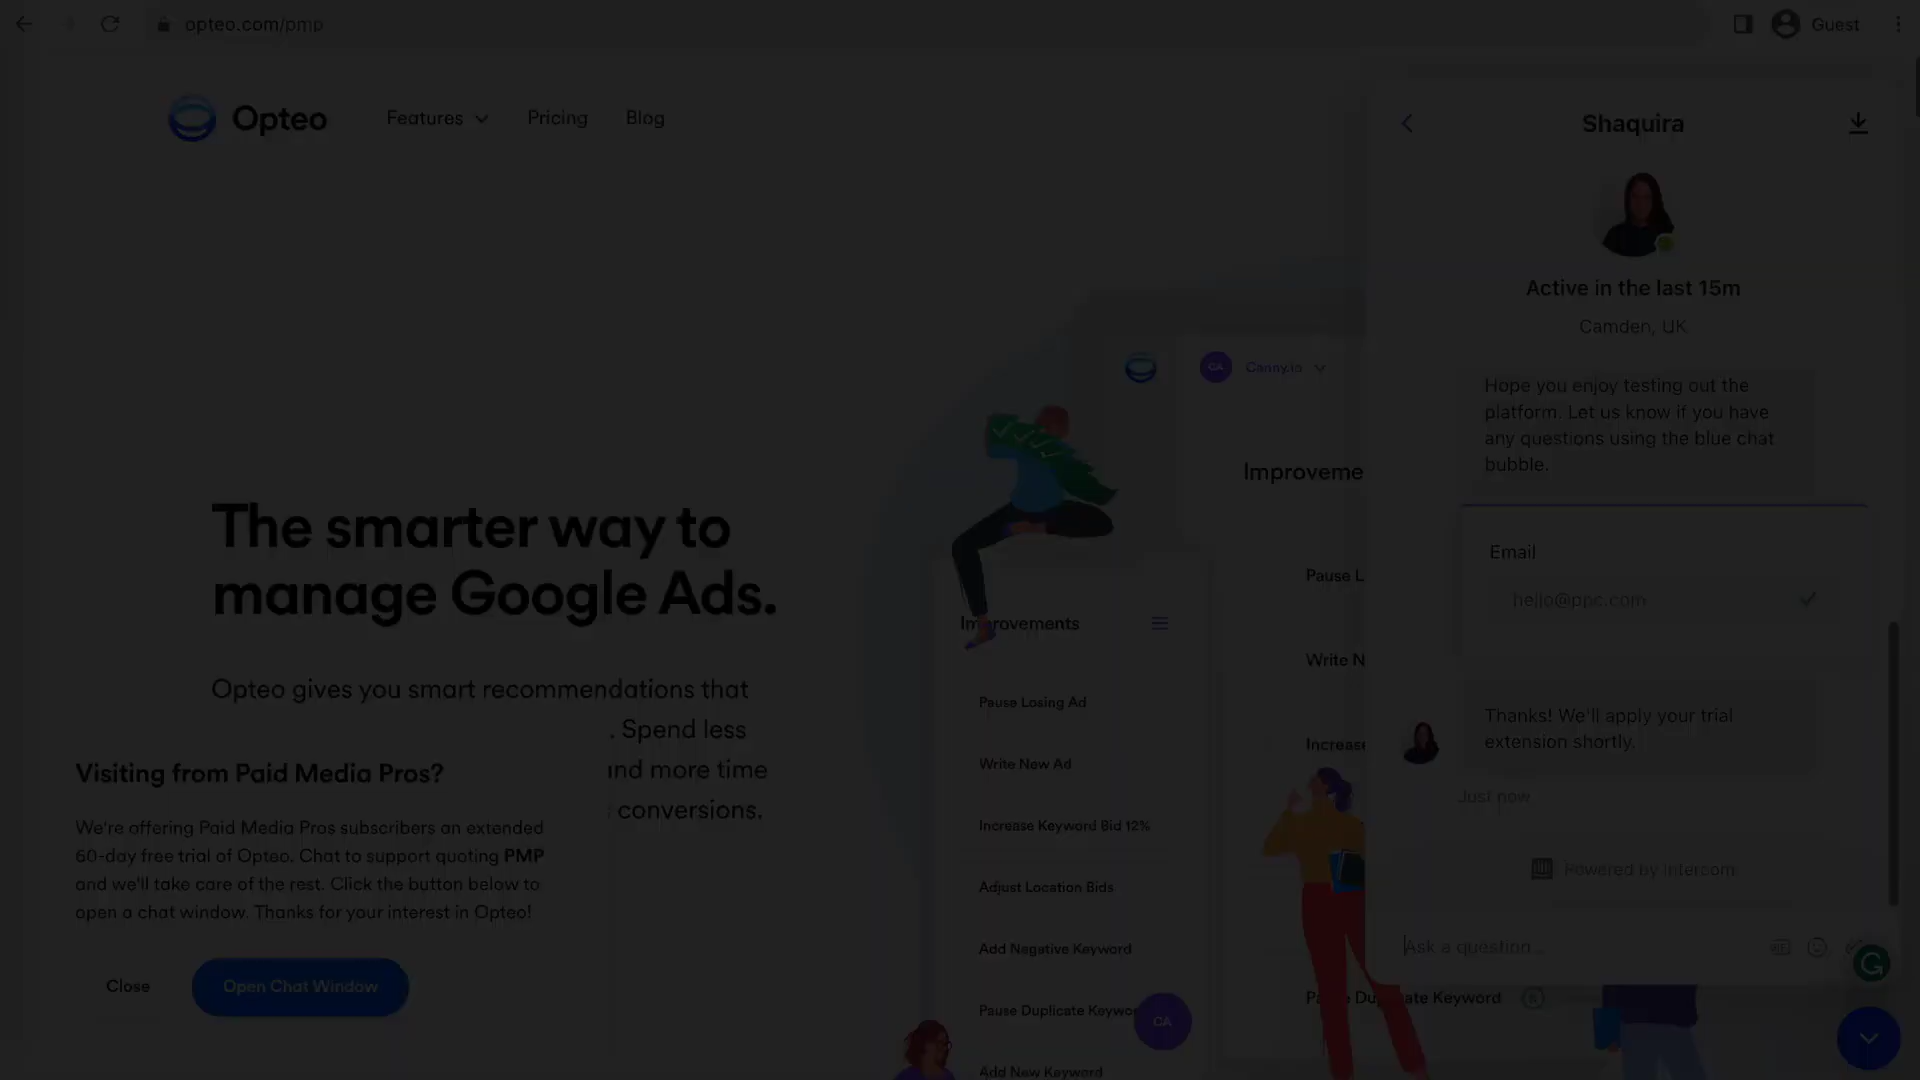 opteo.com/pmp
Guest
Opteo
Features
Pricing
Blog
The smarter way to
manage Google Ads.
Opteo gives you smart recommendations that
. Spend less
and more time
conversions.
Visiting from Paid Media Pros?
We're offering Paid Media Pros subscribers an extended
60-day free trial of Opteo. Chat to support quoting PMP
and we'll take care of the rest. Click the button below to
open a chat window. Thanks for your interest in Opteo!
Close
Open Chat Window
CA
Canny.io
Improveme
Pause L
Write N
Increase
Pause Duplicate Keyword
Improvements
Pause Losing Ad
Write New Ad
Increase Keyword Bid 12%
Adjust Location Bids
Add Negative Keyword
Pause Duplicate Keywo
CA
Add New Keyword
Shaquira
Active in the last 15m
Camden, UK
Hope you enjoy testing out the
platform. Let us know if you have
any questions using the blue chat
bubble.
Email
hello@ppc.com
Thanks! We'll apply your trial
extension shortly.
Just now
Powered by Intercom
Ask a question...
GIF